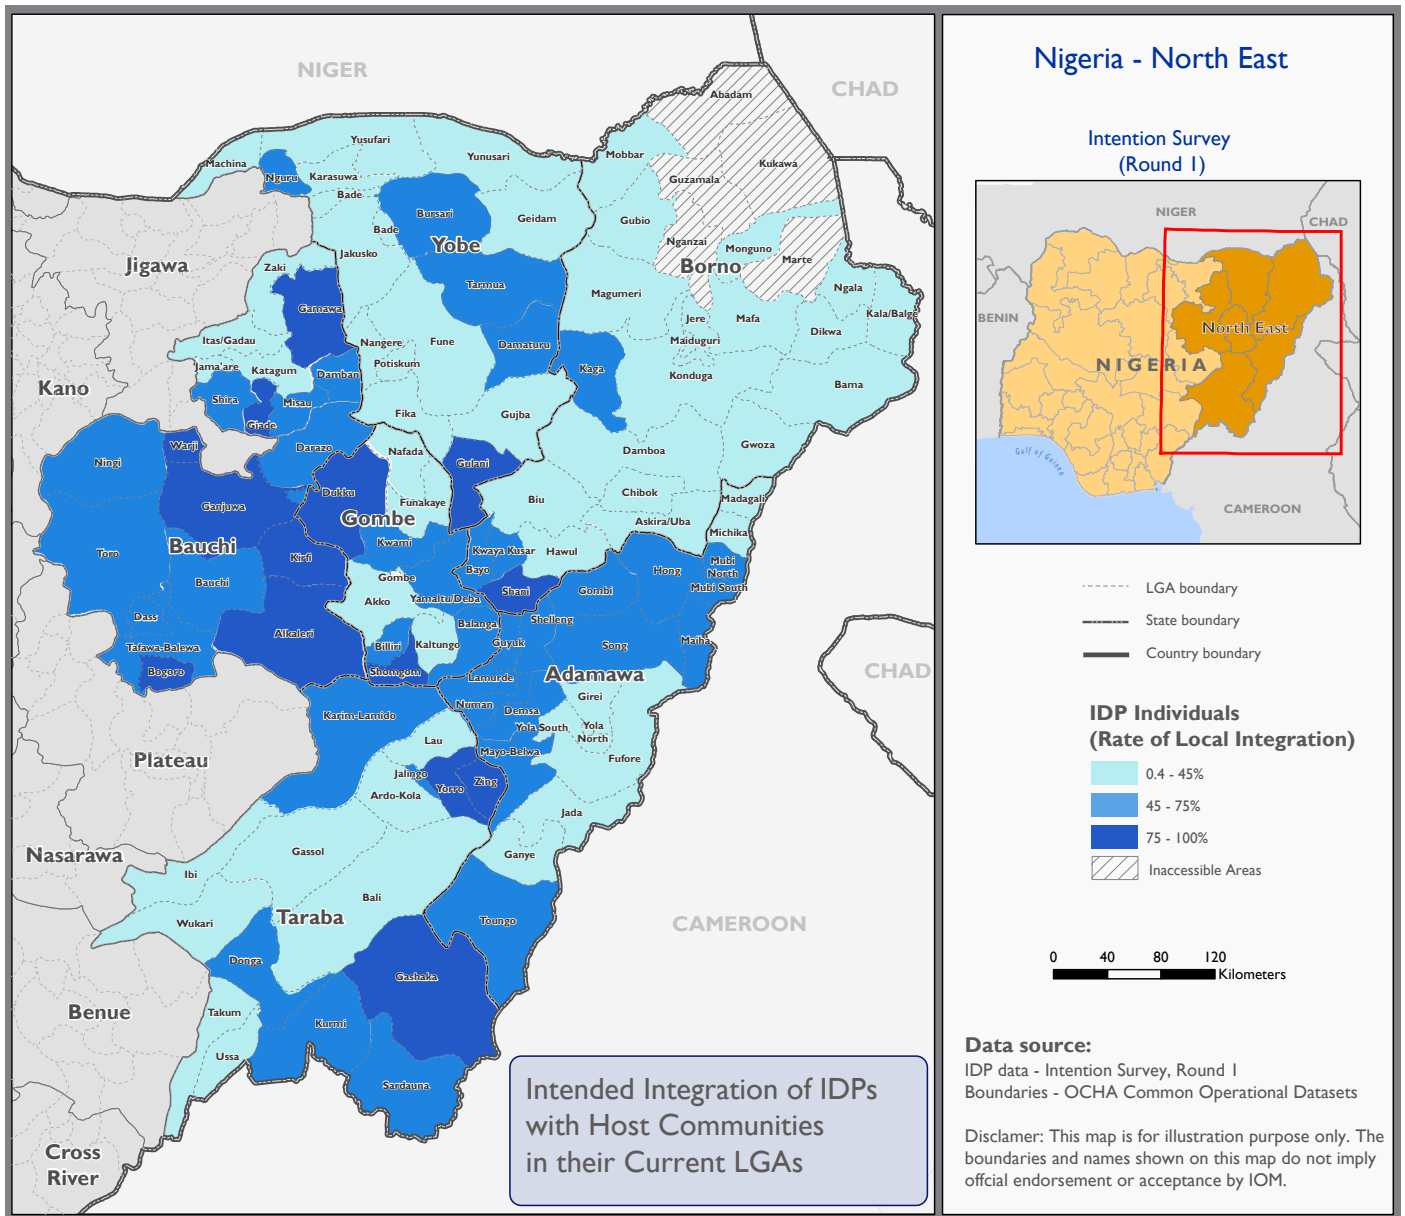 NIGER
CHAD
Abadam
Yusufari
Yunusari
Mobbar
Machina
Kukawa
Nguru
Karasuwa
Guzamala
Bade
Bursari
Geidam
Gubio
Bade
Yobe
Nganzai
Monguno
Jakusko
Marte
Jigawa
Zaki
Borno
Tarmua
Ngala
Magumeri
Gamawa
Kala/Balge
Jere
Mafa
Dikwa
Itas/Gadau
Nangere
Fune
Damaturu
Maiduguri
Jama'are
Katagum
Potiskum
Kaga
Konduga
Damban
Bama
Kano
Shira
Misau
Fika
Gujba
Giade
Warji
Darazo
Nafada
Damboa
Gwoza
Ningi
Gulani
Dukku
Biu
Chibok
Madagali
Ganjuwa
Funakaye
Gombe
Askira/Uba
Michika
Kwami
Bauchi
Toro
Kirfi
Kwaya Kusar
Hawul
Mubi
North
Bayo
Hong
Bauchi
Gombe
Mubi South
Shani
Gombi
Akko
Yamaltu/Deba
Dass
Shelleng
Balanga
Alkaleri
Tafawa-Balewa
Billiri
Kaltungo
Guyuk
Song
Maiha
Bogoro
Shomgom
Lamurde
Adamawa
Girei
Karim-Lamido
Numan
Demsa
Yola South
Yola
North
Lau
Mayo-Belwa
Fufore
Plateau
Jalingo
Zing
Yorro
Ardo-Kola
CHAD
Jada
Nasarawa
Gassol
Ganye
Ibi
Bali
Taraba
Wukari
Toungo
CAMEROON
Donga
Gashaka
Benue
Takum
Kurmi
Ussa
Sardauna
Cross
River
Intended Integration of IDPs
with Host Communities
in their Current LGAs
Nigeria - North East
Intention Survey
(Round 1)
NIGER
CHAD
BENIN
North East
NIGERIA
Gulf of Guinea
CAMEROON
LGA boundary
State boundary
Country boundary
IDP Individuals
(Rate of Local Integration)
0.4 - 45%
45 - 75%
75 - 100%
Inaccessible Areas
0 40 80 120
Kilometers
Data source:
IDP data - Intention Survey, Round 1
Boundaries - OCHA Common Operational Datasets
Disclamer: This map is for illustration purpose only. The
boundaries and names shown on this map do not imply
offcial endorsement or acceptance by IOM.